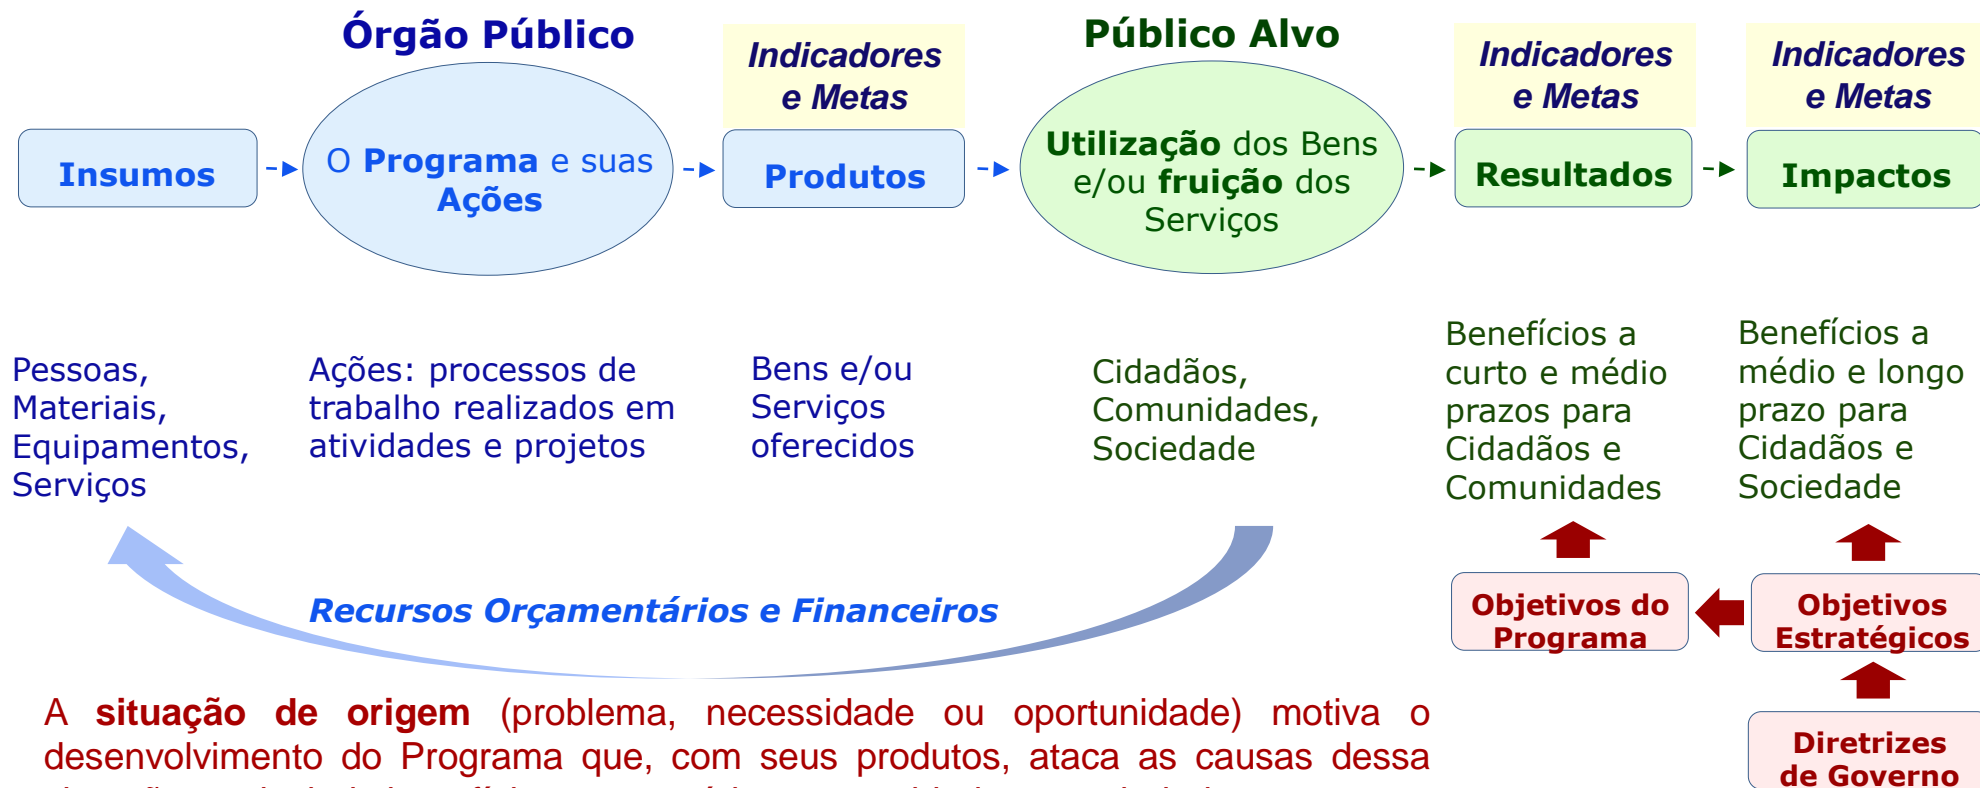 Órgão Público
Público Alvo
Indicadores
e Metas
Indicadores
e Metas
Indicadores
e Metas
Insumos
O Programa e suas
Ações
Produtos
Utilização dos Bens
e/ou fruição dos
Serviços
Resultados
Impactos
Pessoas,
Materiais,
Equipamentos,
Serviços
Ações: processos de
trabalho realizados em
atividades e projetos
Bens e/ou
Serviços
oferecidos
Cidadãos,
Comunidades,
Sociedade
Benefícios a
curto e médio
prazos para
Cidadãos e
Comunidades
Benefícios a
médio e longo
prazo para
Cidadãos e
Sociedade
Recursos Orçamentários e Financeiros
Objetivos do
Programa
Objetivos
Estratégicos
Diretrizes
de Governo
A situação de origem (problema, necessidade ou oportunidade) motiva o
desenvolvimento do Programa que, com seus produtos, ataca as causas dessa